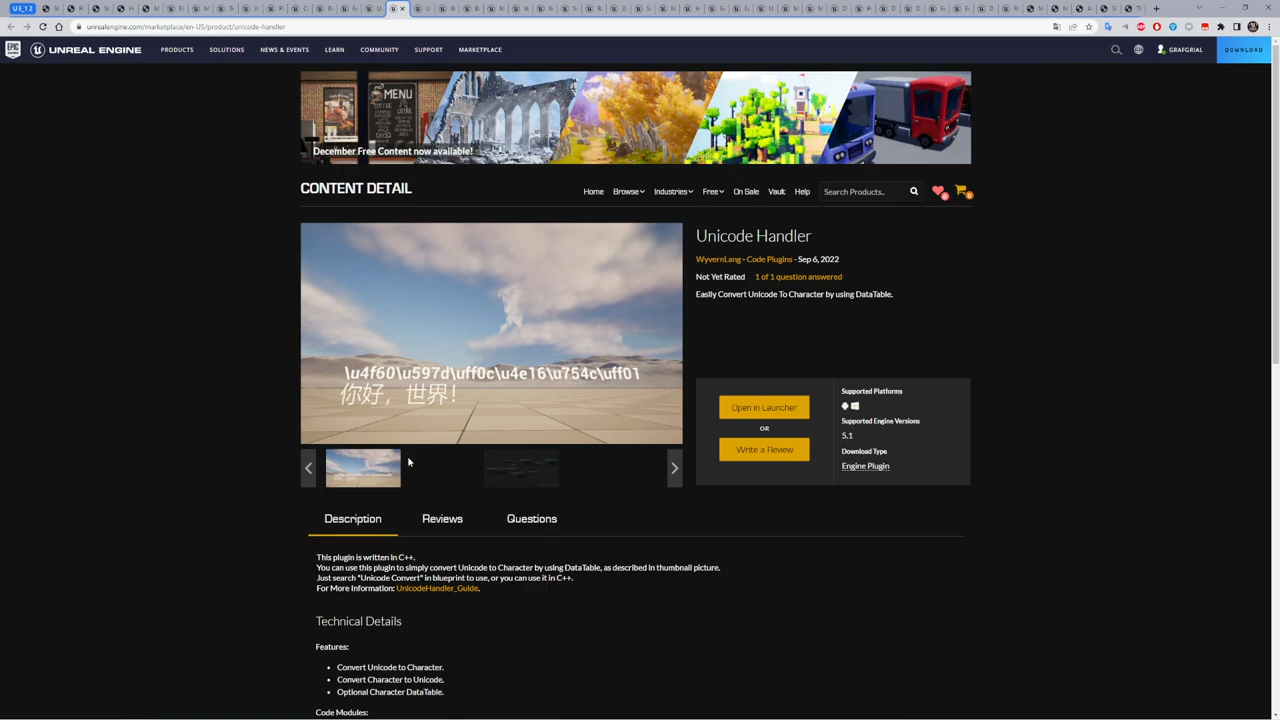 UE_12
unrealengine.com/marketplace/en-US/product/unicode-handler
UNREAL ENGINE
PRODUCTS
SOLUTIONS
NEWS & EVENTS
LEARN
COMMUNITY
SUPPORT
MARKETPLACE
GRAFGRIAL
DOWNLOAD
MENU
December Free Content now available!
CONTENT DETAIL
Home
Browse
Industries
Free
On Sale
Vault
Help
Search Products..
0
0
\u4f60\u597d\uff0c\u4e16\u754c\uff01
你好，世界！
Unicode Handler
WyvernLang - Code Plugins - Sep 6, 2022
Not Yet Rated
1 of 1 question answered
Easily Convert Unicode To Character by using DataTable.
Open in Launcher
OR
Write a Review
Supported Platforms
Supported Engine Versions
5.1
Download Type
Engine Plugin
Description
Reviews
Questions
This plugin is written in C++.
You can use this plugin to simply convert Unicode to Character by using DataTable, as described in thumbnail picture.
Just search "Unicode Convert" in blueprint to use, or you can use it in C++.
For More Information: UnicodeHandler_Guide.
Technical Details
Features:
Convert Unicode to Character.
Convert Character to Unicode.
Optional Character DataTable.
Code Modules: